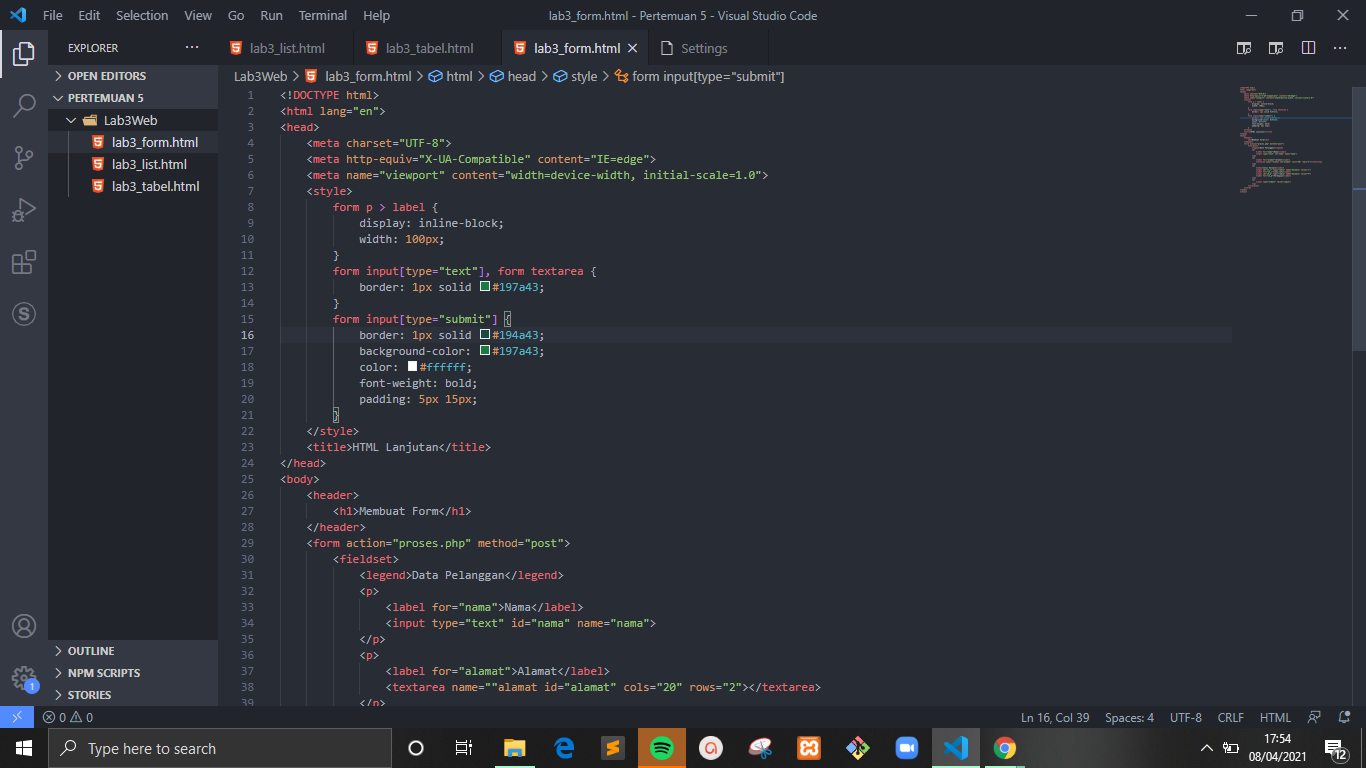 File Edit Selection View Go Run Terminal Help lab3_form.html - Pertemuan 5 - Visual Studio Code
EXPLORER
lab3_list.html lab3_tabel.html lab3_form.html Settings
OPEN EDITORS
PERTEMUAN 5
Lab3Web
lab3_form.html
lab3_list.html
lab3_tabel.html
OUTLINE
NPM SCRIPTS
STORIES
Lab3Web > lab3_form.html > html > head > style > form input[type="submit"]
1 <!DOCTYPE html>
2 <html lang="en">
3 <head>
4 <meta charset="UTF-8">
5 <meta http-equiv="X-UA-Compatible" content="IE=edge">
6 <meta name="viewport" content="width=device-width, initial-scale=1.0">
7 <style>
8 form p > label {
9 display: inline-block;
10 width: 100px;
11 }
12 form input[type="text"], form textarea {
13 border: 1px solid #197a43;
14 }
15 form input[type="submit"] {
16 border: 1px solid #194a43;
17 background-color: #197a43;
18 color: #ffffff;
19 font-weight: bold;
20 padding: 5px 15px;
21 }
22 </style>
23 <title>HTML Lanjutan</title>
24 </head>
25 <body>
26 <header>
27 <h1>Membuat Form</h1>
28 </header>
29 <form action="proses.php" method="post">
30 <fieldset>
31 <legend>Data Pelanggan</legend>
32 <p>
33 <label for="nama">Nama</label>
34 <input type="text" id="nama" name="nama">
35 </p>
36 <p>
37 <label for="alamat">Alamat</label>
38 <textarea name=""alamat id="alamat" cols="20" rows="2"></textarea>
39 </p>
1
0 0 Ln 16, Col 39 Spaces: 4 UTF-8 CRLF HTML
Type here to search
17:54
08/04/2021
12